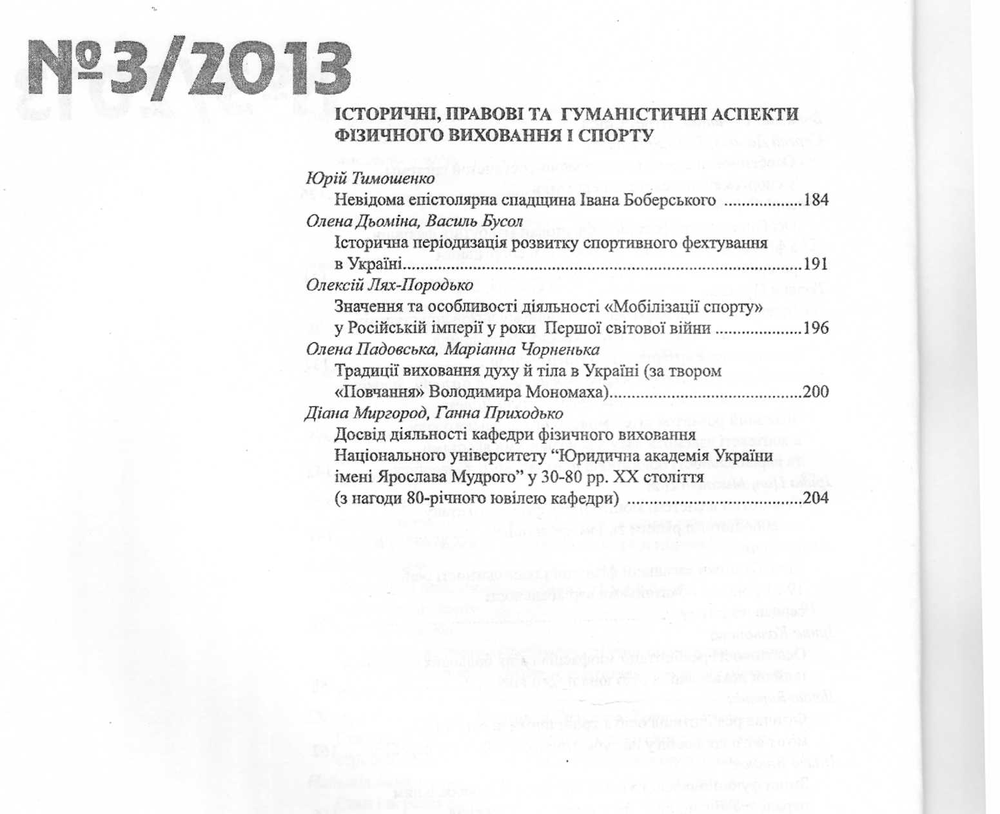 №3/2013
ІСТОРИЧНІ, ПРАВОВІ ТА ГУМАНІСТИЧНІ АСПЕКТИ
ФІЗИЧНОГО ВИХОВАННЯ І СПОРТУ
Юрій Тимошенко
Невідома епістолярна спадщина Івана Боберського ..................184
Олена Дьоміна, Василь Бусол
Історична періодизація розвитку спортивного фехтування
в Україні....................................................................................191
Олексій Лях-Породько
Значення та особливості діяльності «Мобілізації спорту»
у Російській імперії у роки Першої світової війни ....................196
Олена Падовська, Маріанна Чорненька
Традиції виховання духу й тіла в Україні (за твором
«Повчання» Володимира Мономаха)..........................................200
Діана Миргород, Ганна Приходько
Досвід діяльності кафедри фізичного виховання
Національного університету “Юридична академія України
імені Ярослава Мудрого” у 30-80 рр. ХХ століття
(з нагоди 80-річного ювілею кафедри) ......................................204